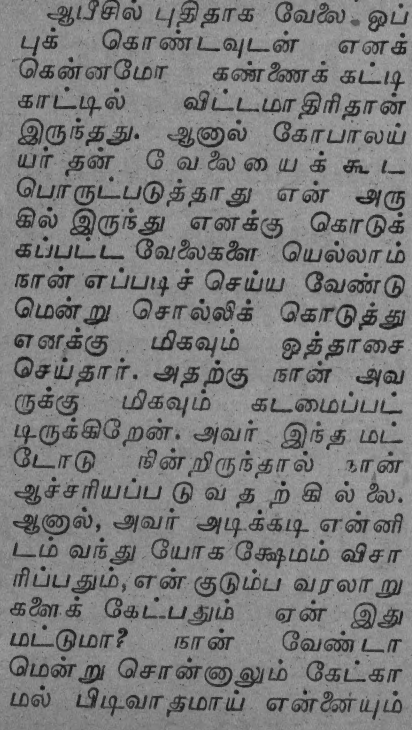 ஆபீசில் புதிதாக வேலை ஒப்
புக் கொண்டவுடன் எனக்
கென்னமோ கண்ணைக் கட்டி
காட்டில் விட்டமாதிரிதான்
இருந்தது. ஆனால் கோபாலய்
யர் தன் வேலையைக் கூட
பொருட்படுத்தாது என் அரு
கில் இருந்து எனக்கு கொடுக்
கப்பட்ட வேலைகளை யெல்லாம்
நான் எப்படிச் செய்ய வேண்டு
மென்று சொல்லிக் கொடுத்து
எனக்கு மிகவும் ஒத்தாசை
செய்தார். அதற்கு நான் அவ
ருக்கு மிகவும் கடமைப்பட்
டிருக்கிறேன். அவர் இந்த மட்
டோடு நின்றிருந்தால் நான்
ஆச்சரியப்படுவதற்கில்லை.
ஆனால், அவர் அடிக்கடி என்னி
டம் வந்து யோக க்ஷேமம் விசா
ரிப்பதும், என் குடும்ப வரலாறு
களைக் கேட்பதும் ஏன் இது
மட்டுமா? நான் வேண்டா
மென்று சொன்னாலும் கேட்கா
மல் பிடிவாதமாய் என்னையும்